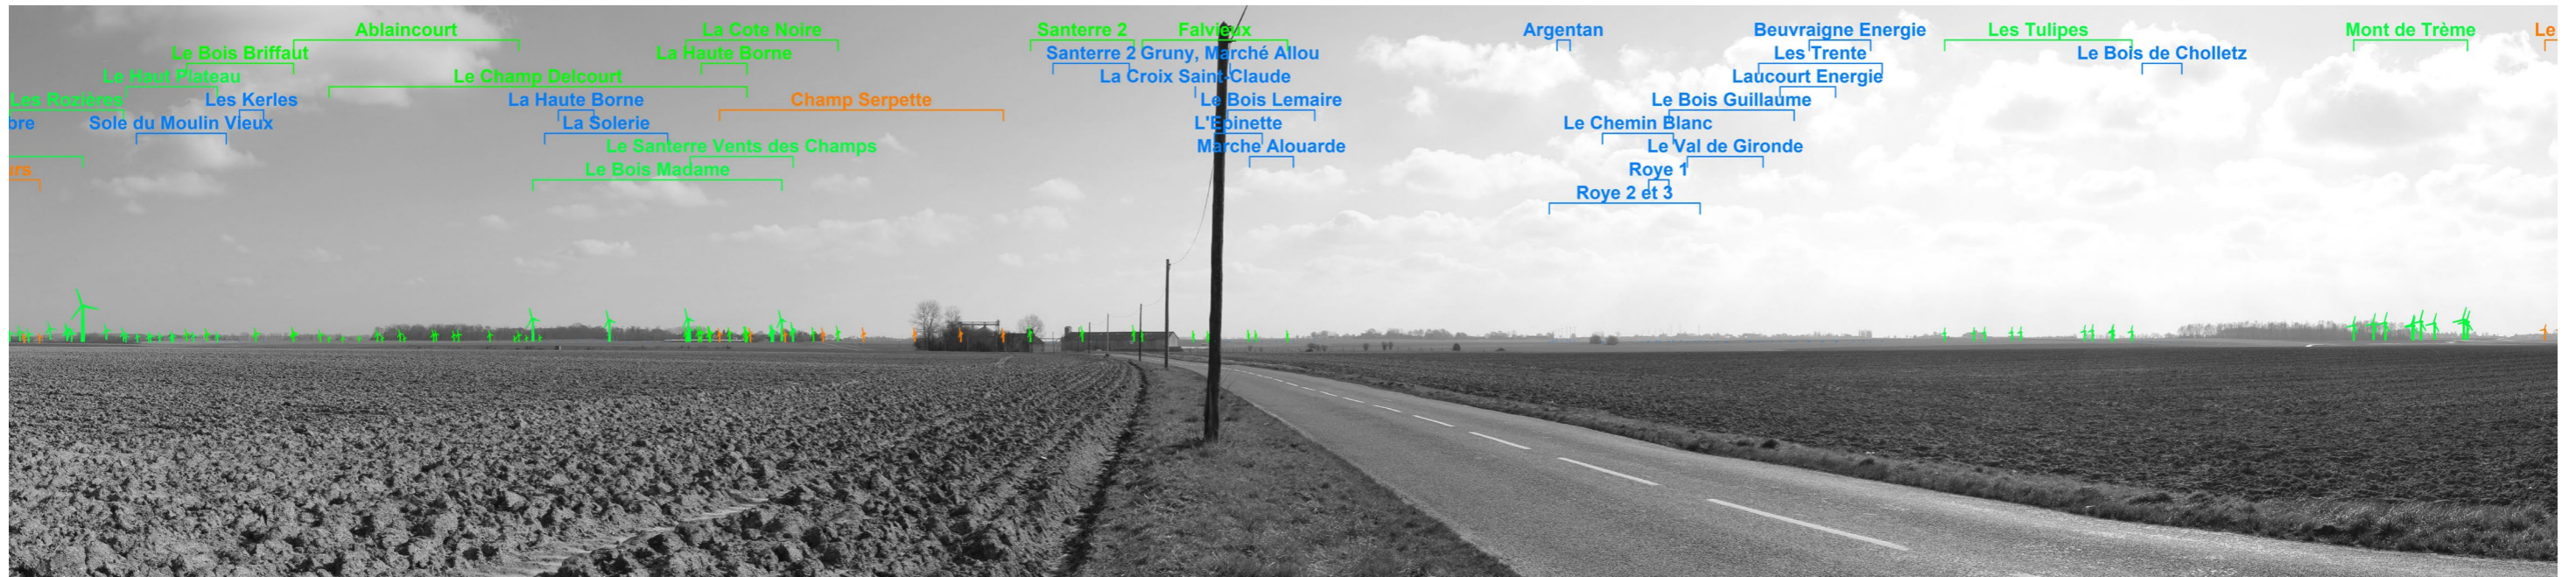 Ablaincourt
La Cote Noire
Santerre 2
Falvieux
Argentan
Beuvraigne Energie
Les Tulipes
Mont de Trème
Le
Le Bois Briffaut
La Haute Borne
Santerre 2
Gruny, Marché Allou
Les Trente
Le Bois de Cholletz
Le Haut Plateau
Le Champ Delcourt
La Croix Saint-Claude
Laucourt Energie
Les Rozières
Les Kerles
La Haute Borne
Champ Serpette
Le Bois Lemaire
Le Bois Guillaume
bre
Sole du Moulin Vieux
La Solerie
L'Epinette
Le Chemin Blanc
Le Santerre Vents des Champs
Marche Alouarde
Le Val de Gironde
rs
Le Bois Madame
Roye 1
Roye 2 et 3